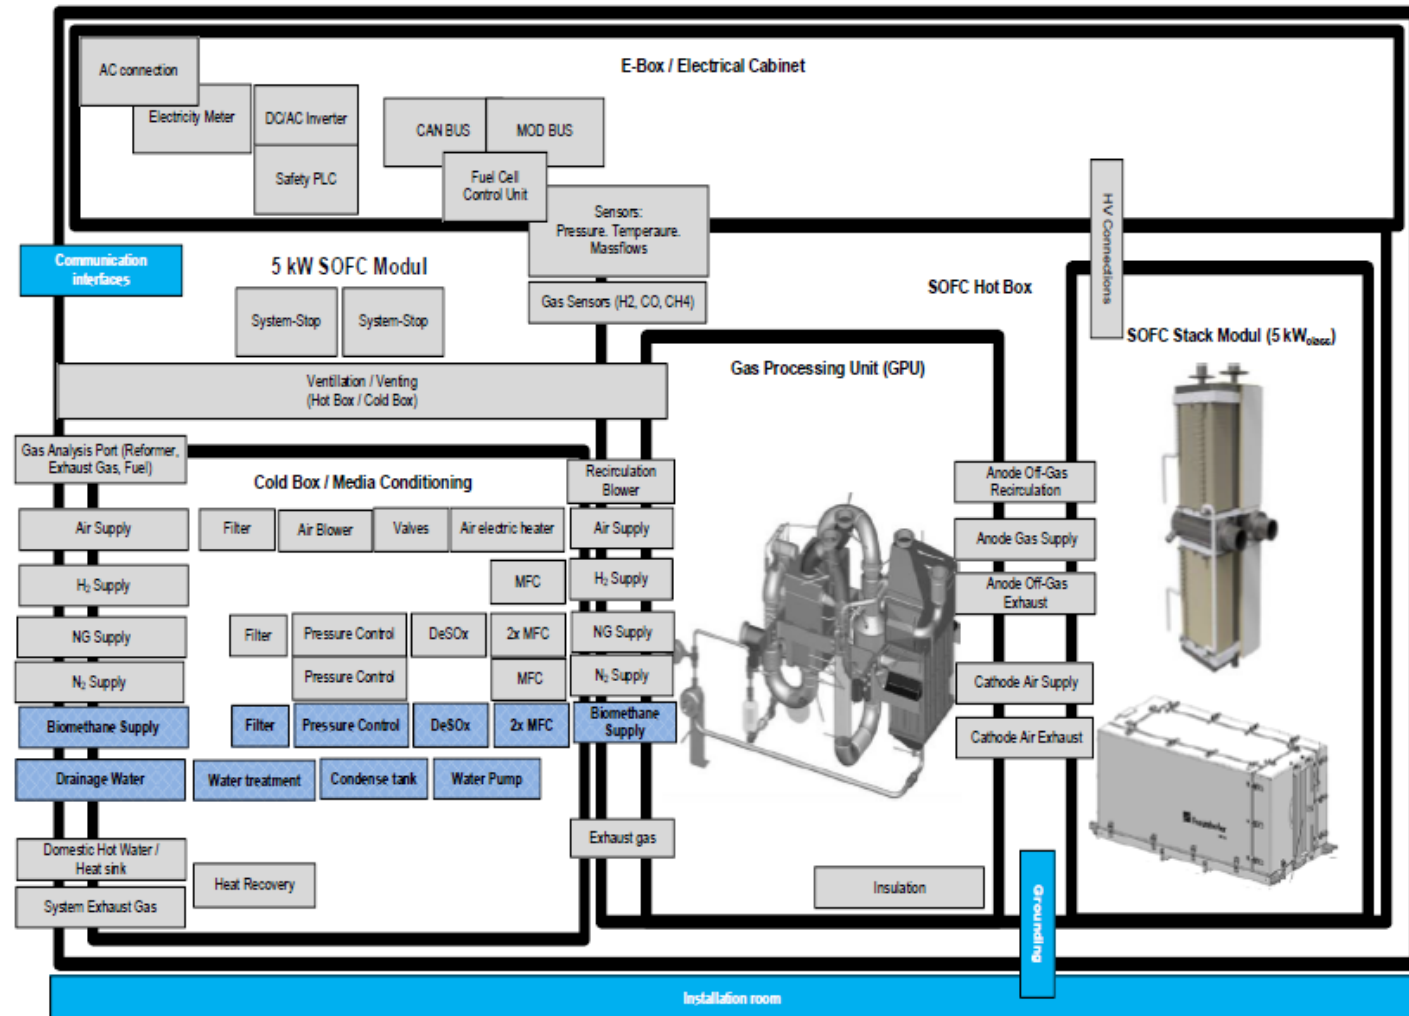 AC connection
E-Box / Electrical Cabinet
Electricity Meter
DC/AC Inverter
CAN BUS
MOD BUS
Safety PLC
Fuel Cell
Control Unit
Sensors:
Pressure. Temperaure.
Massflows
HV Connections
Communication
interfaces
5 kW SOFC Modul
Gas Sensors (H2, CO, CH4)
SOFC Hot Box
System-Stop
System-Stop
SOFC Stack Modul (5 kWclass)
Ventillation / Venting
(Hot Box / Cold Box)
Gas Processing Unit (GPU)
Gas Analysis Port (Reformer,
Exhaust Gas, Fuel)
Cold Box / Media Conditioning
Recirculation
Blower
Anode Off-Gas
Recirculation
Air Supply
Filter
Air Blower
Valves
Air electric heater
Air Supply
Anode Gas Supply
H₂ Supply
MFC
H₂ Supply
Anode Off-Gas
Exhaust
NG Supply
Filter
Pressure Control
DeSOx
2x MFC
NG Supply
N₂ Supply
Pressure Control
MFC
N₂ Supply
Cathode Air Supply
Biomethane Supply
Filter
Pressure Control
DeSOx
2x MFC
Biomethane
Supply
Cathode Air Exhaust
Drainage Water
Water treatment
Condense tank
Water Pump
Fraunhofer
Domestic Hot Water /
Heat sink
Exhaust gas
Heat Recovery
Insulation
System Exhaust Gas
Grounding
Installation room